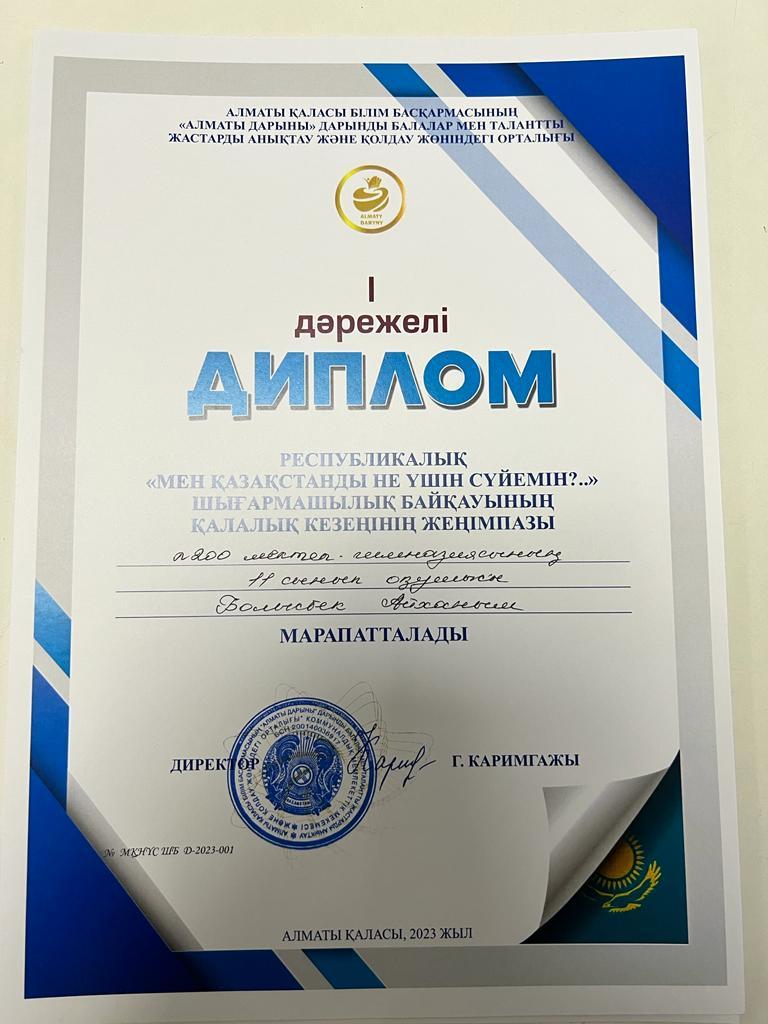 АЛМАТЫ ҚАЛАСЫ БІЛІМ БАСҚАРМАСЫНЫҢ
«АЛМАТЫ ДАРЫНЫ» ДАРЫНДЫ БАЛАЛАР МЕН ТАЛАНТТЫ
ЖАСТАРДЫ АНЫҚТАУ ЖӘНЕ ҚОЛДАУ ЖӨНІНДЕГІ ОРТАЛЫҒЫ
ALMATY
DARYNY
I
дәрежелі
ДИПЛОМ
РЕСПУБЛИКАЛЫҚ
«МЕН ҚАЗАҚСТАНДЫ НЕ ҮШІН СҮЙЕМІН?..»
ШЫҒАРМАШЫЛЫҚ БАЙҚАУЫНЫҢ
ҚАЛАЛЫҚ КЕЗЕҢІНІҢ ЖЕҢІМПАЗЫ
№200 мектеп-гимназиясының
11 сынып оқушысы
Болысбек Айханым
МАРАПАТТАЛАДЫ
ДИРЕКТОР Г. КАРИМГАЖЫ
№ МҚНҮС ШБ Д-2023-001
АЛМАТЫ ҚАЛАСЫ, 2023 ЖЫЛ